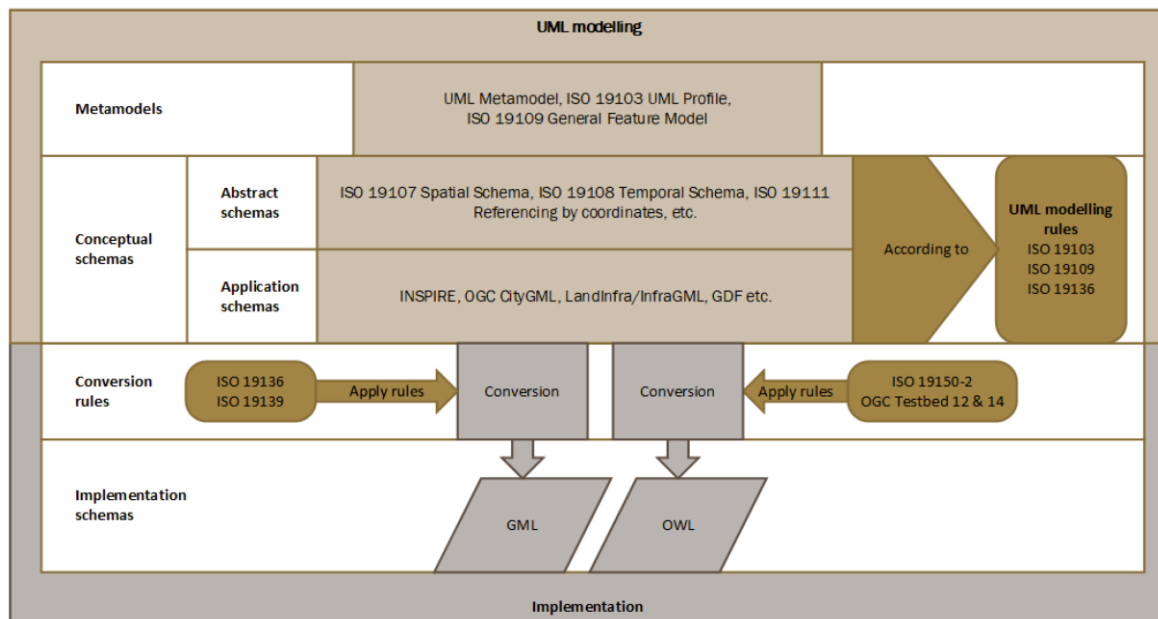 UML modelling
Metamodels
UML Metamodel, ISO 19103 UML Profile,
ISO 19109 General Feature Model
Conceptual
schemas
Abstract
schemas
ISO 19107 Spatial Schema, ISO 19108 Temporal Schema, ISO 19111
Referencing by coordinates, etc.
Application
schemas
INSPIRE, OGC CityGML, LandInfra/InfraGML, GDF etc.
According to
UML modelling
rules
ISO 19103
ISO 19109
ISO 19136
Conversion
rules
ISO 19136
ISO 19139
Apply rules
Conversion
Conversion
Apply rules
ISO 19150-2
OGC Testbed 12 & 14
Implementation
schemas
GML
OWL
Implementation